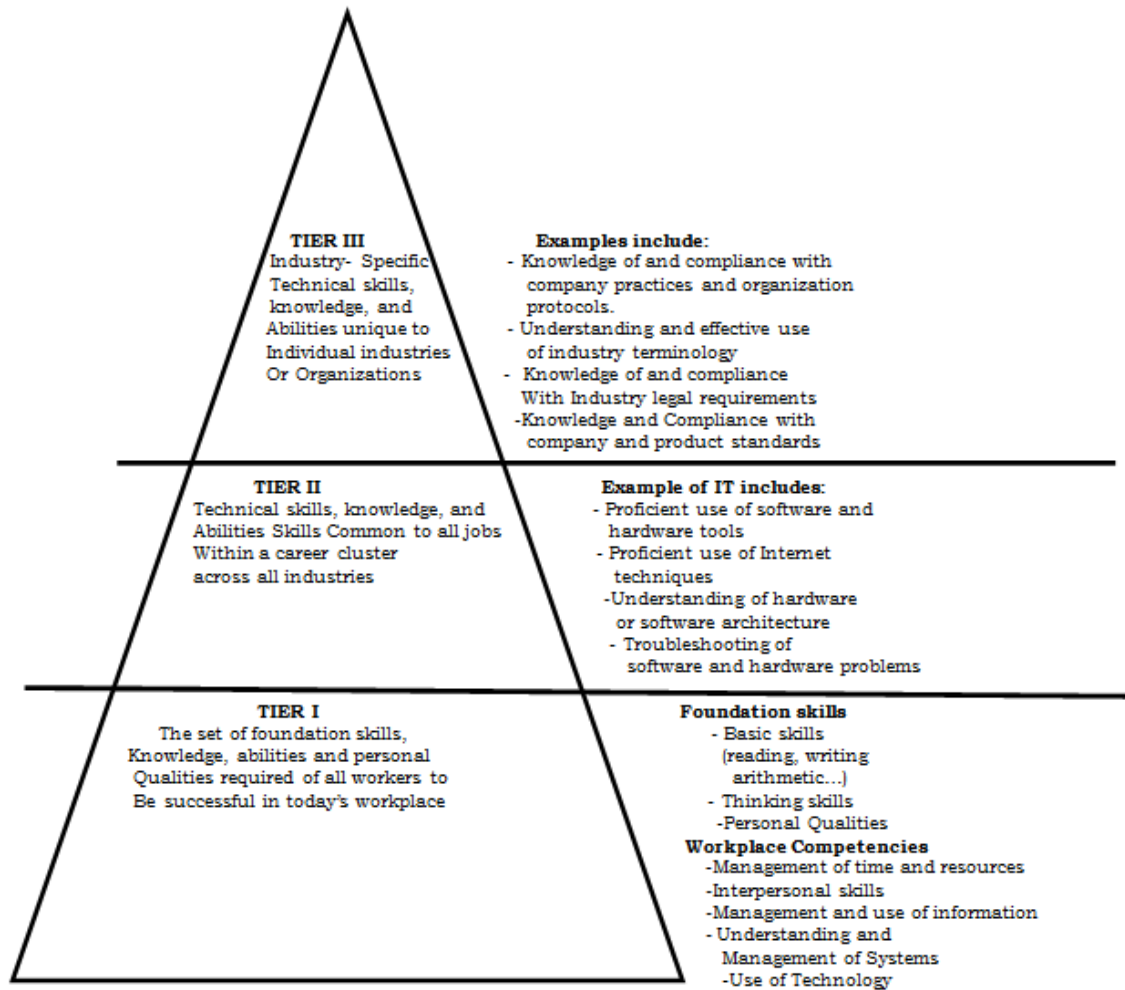 TIER III
Industry- Specific
Technical skills,
knowledge, and
Abilities unique to
Individual industries
Or Organizations
Examples include:
- Knowledge of and compliance with
company practices and organization
protocols.
- Understanding and effective use
of industry terminology
- Knowledge of and compliance
With Industry legal requirements
-Knowledge and Compliance with
company and product standards
TIER II
Technical skills, knowledge, and
Abilities Skills Common to all jobs
Within a career cluster
across all industries
Example of IT includes:
- Proficient use of software and
hardware tools
- Proficient use of Internet
techniques
-Understanding of hardware
or software architecture
- Troubleshooting of
software and hardware problems
TIER I
The set of foundation skills,
Knowledge, abilities and personal
Qualities required of all workers to
Be successful in today's workplace
Foundation skills
- Basic skills
(reading, writing
arithmetic...)
- Thinking skills
-Personal Qualities
Workplace Competencies
-Management of time and resources
-Interpersonal skills
-Management and use of information
- Understanding and
Management of Systems
-Use of Technology